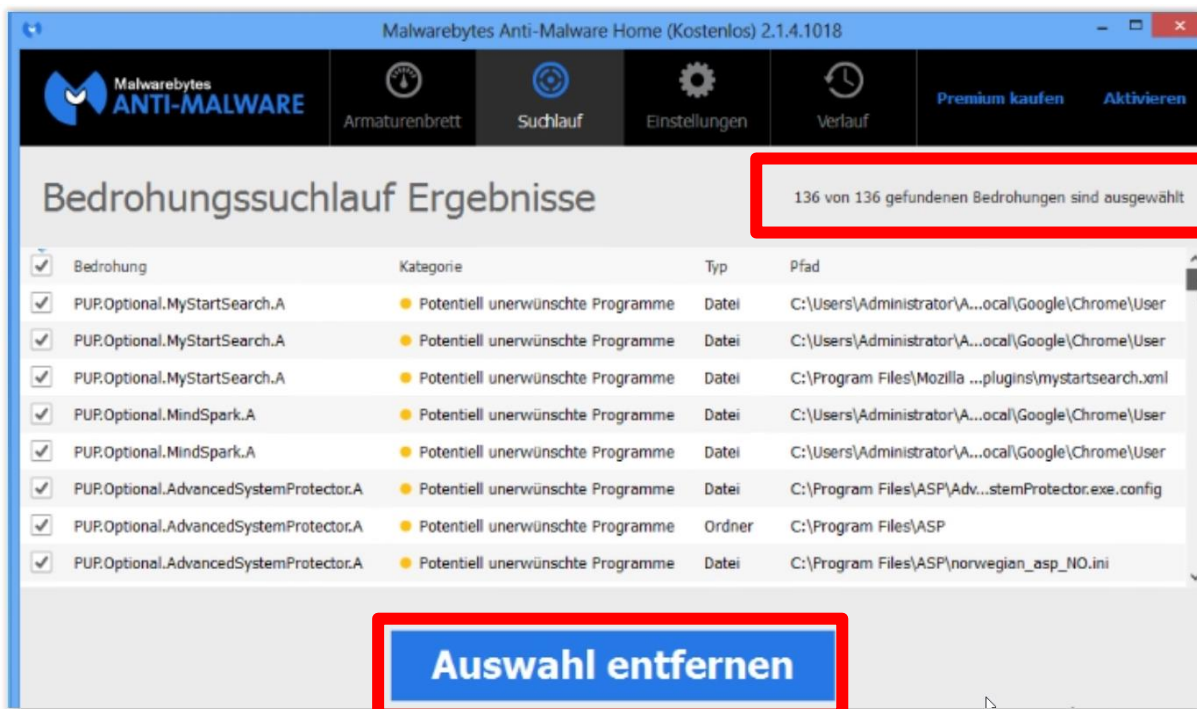 Malwarebytes Anti-Malware Home (Kostenlos) 2.1.4.1018
Malwarebytes
ANTI-MALWARE
Armaturenbrett
Suchlauf
Einstellungen
Verlauf
Premium kaufen
Aktivieren
Bedrohungssuchlauf Ergebnisse
136 von 136 gefundenen Bedrohungen sind ausgewählt
Bedrohung Kategorie Typ Pfad
PUP.Optional.MyStartSearch.A Potentiell unerwünschte Programme Datei C:\Users\Administrator\A...ocal\Google\Chrome\User
PUP.Optional.MyStartSearch.A Potentiell unerwünschte Programme Datei C:\Users\Administrator\A...ocal\Google\Chrome\User
PUP.Optional.MyStartSearch.A Potentiell unerwünschte Programme Datei C:\Program Files\Mozilla ...plugins\mystartsearch.xml
PUP.Optional.MindSpark.A Potentiell unerwünschte Programme Datei C:\Users\Administrator\A...ocal\Google\Chrome\User
PUP.Optional.MindSpark.A Potentiell unerwünschte Programme Datei C:\Users\Administrator\A...ocal\Google\Chrome\User
PUP.Optional.AdvancedSystemProtector.A Potentiell unerwünschte Programme Datei C:\Program Files\ASP\Adv...stemProtector.exe.config
PUP.Optional.AdvancedSystemProtector.A Potentiell unerwünschte Programme Ordner C:\Program Files\ASP
PUP.Optional.AdvancedSystemProtector.A Potentiell unerwünschte Programme Datei C:\Program Files\ASP\norwegian_asp_NO.ini
Auswahl entfernen